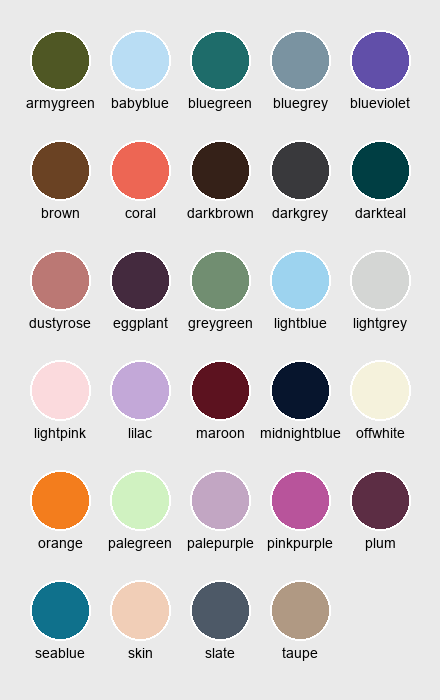 armygreen babyblue bluegreen bluegrey blueviolet
brown coral darkbrown darkgrey darkteal
dustyrose eggplant greygreen lightblue lightgrey
lightpink lilac maroon midnightblue offwhite
orange palegreen palepurple pinkpurple plum
seablue skin slate taupe